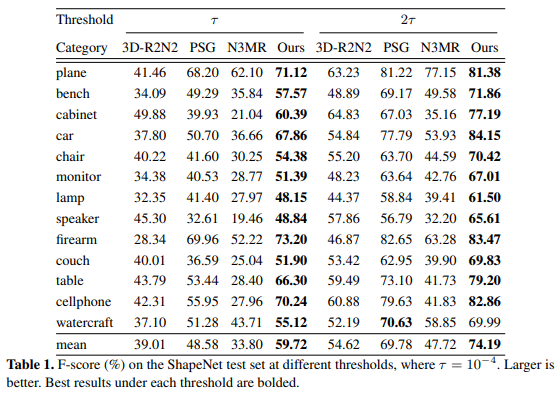 Threshold τ 2τ
Category 3D-R2N2 PSG N3MR Ours 3D-R2N2 PSG N3MR Ours
plane 41.46 68.20 62.10 71.12 63.23 81.22 77.15 81.38
bench 34.09 49.29 35.84 57.57 48.89 69.17 49.58 71.86
cabinet 49.88 39.93 21.04 60.39 64.83 67.03 35.16 77.19
car 37.80 50.70 36.66 67.86 54.84 77.79 53.93 84.15
chair 40.22 41.60 30.25 54.38 55.20 63.70 44.59 70.42
monitor 34.38 40.53 28.77 51.39 48.23 63.64 42.76 67.01
lamp 32.35 41.40 27.97 48.15 44.37 58.84 39.41 61.50
speaker 45.30 32.61 19.46 48.84 57.86 56.79 32.20 65.61
firearm 28.34 69.96 52.22 73.20 46.87 82.65 63.28 83.47
couch 40.01 36.59 25.04 51.90 53.42 62.95 39.90 69.83
table 43.79 53.44 28.40 66.30 59.49 73.10 41.73 79.20
cellphone 42.31 55.95 27.96 70.24 60.88 79.63 41.83 82.86
watercraft 37.10 51.28 43.71 55.12 52.19 70.63 58.85 69.99
mean 39.01 48.58 33.80 59.72 54.62 69.78 47.72 74.19
Table 1. F-score (%) on the ShapeNet test set at different thresholds, where τ = 10⁻⁴. Larger is
better. Best results under each threshold are bolded.